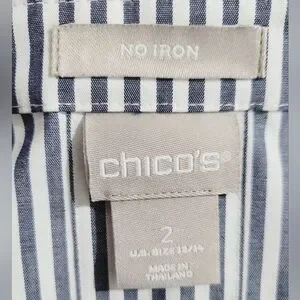 NO IRON
chico's®
2
U.S. SIZE 12/14
MADE IN
THAILAND